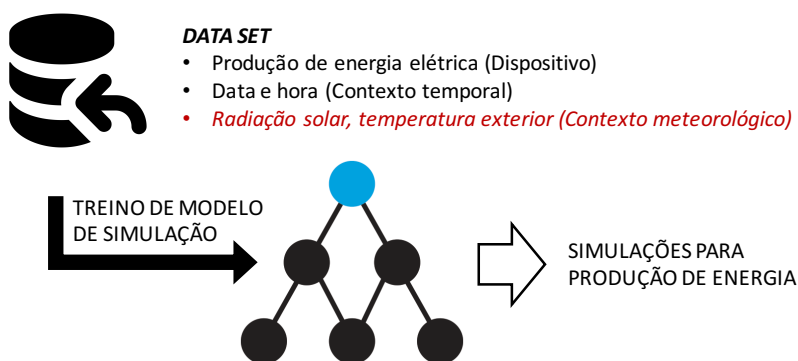 DATA SET
• Produção de energia elétrica (Dispositivo)
• Data e hora (Contexto temporal)
• Radiação solar, temperatura exterior (Contexto meteorológico)
TREINO DE MODELO
DE SIMULAÇÃO
SIMULAÇÕES PARA
PRODUÇÃO DE ENERGIA